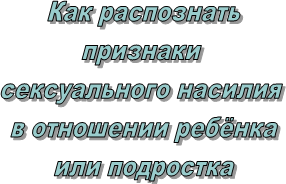 Как распознать
признаки
сексуального насилия
в отношении ребёнка
или подростка